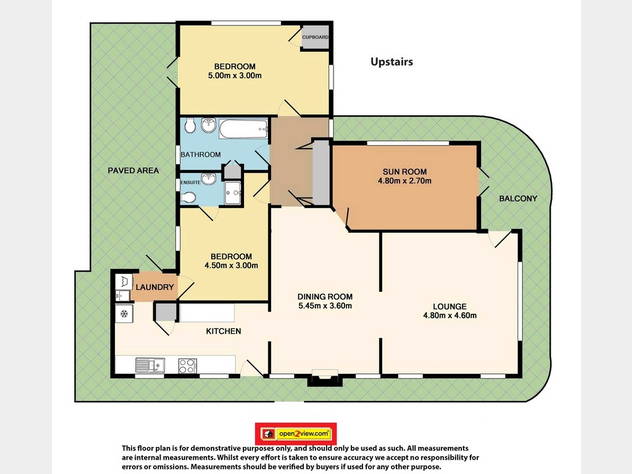 Upstairs
CUPBOARD
BEDROOM
5.00m x 3.00m
BATHROOM
PAVED AREA
SUN ROOM
4.80m x 2.70m
ENSUITE
BALCONY
BEDROOM
4.50m x 3.00m
LAUNDRY
DINING ROOM
5.45m x 3.60m
LOUNGE
4.80m x 4.60m
KITCHEN
open2view.com
This floor plan is for demonstrative purposes only, and should only be used as such. All measurements
are internal measurements. Whilst every effort is taken to ensure accuracy we accept no responsibility for
errors or omissions. Measurements should be verified by buyers if used for any other purpose.